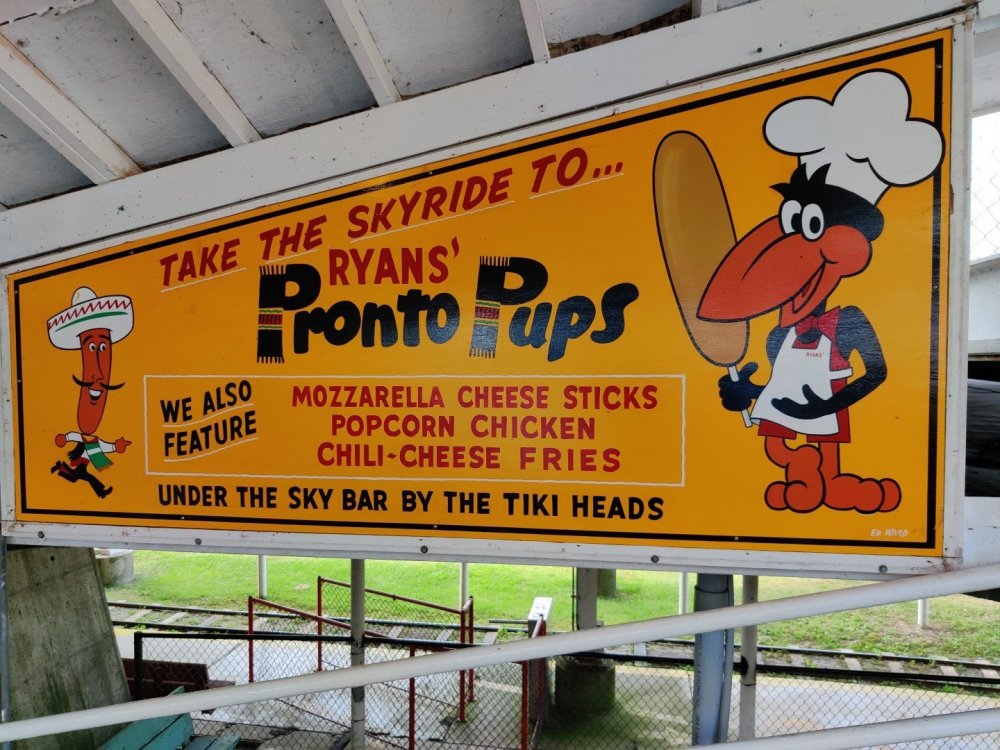 TAKE THE SKYRIDE TO...
RYANS'
Pronto Pups
WE ALSO
FEATURE
MOZZARELLA CHEESE STICKS
POPCORN CHICKEN
CHILI-CHEESE FRIES
UNDER THE SKY BAR BY THE TIKI HEADS
RYANS'
ED WARD